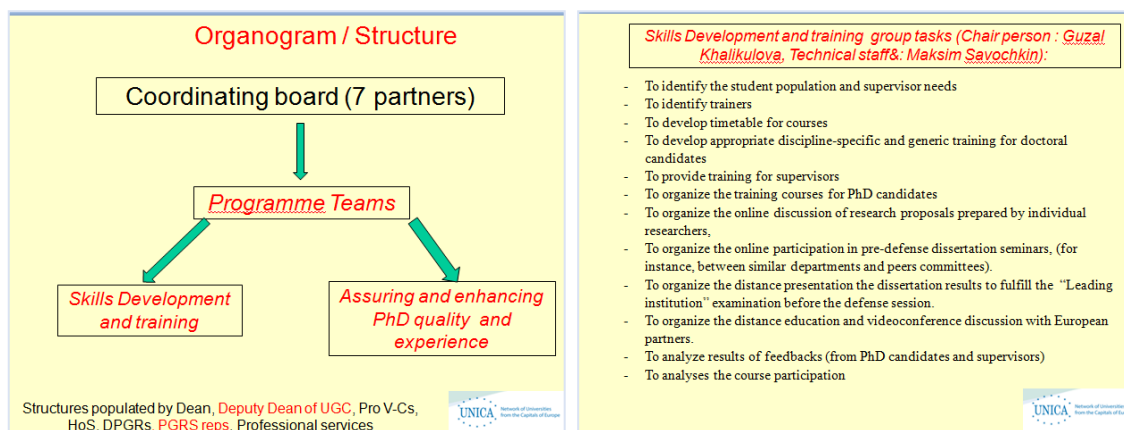 Organogram / Structure
Coordinating board (7 partners)
Programme Teams
Skills Development
and training
Assuring and enhancing
PhD quality and
experience
Structures populated by Dean, Deputy Dean of UGC, Pro V-Cs,
HoS, DPGRs, PGRS reps, Professional services
UNICA
Network of Universities
from the Capitals of Europe
Skills Development and training group tasks (Chair person : Guzal
Khalikulova, Technical staff&: Maksim Savochkin):
- To identify the student population and supervisor needs
- To identify trainers
- To develop timetable for courses
- To develop appropriate discipline-specific and generic training for doctoral
candidates
- To provide training for supervisors
- To organize the training courses for PhD candidates
- To organize the online discussion of research proposals prepared by individual
researchers,
- To organize the online participation in pre-defense dissertation seminars, (for
instance, between similar departments and peers committees).
- To organize the distance presentation the dissertation results to fulfill the “Leading
institution” examination before the defense session.
- To organize the distance education and videoconference discussion with European
partners.
- To analyze results of feedbacks (from PhD candidates and supervisors)
- To analyses the course participation
UNICA
Network of Universities
from the Capitals of Europe